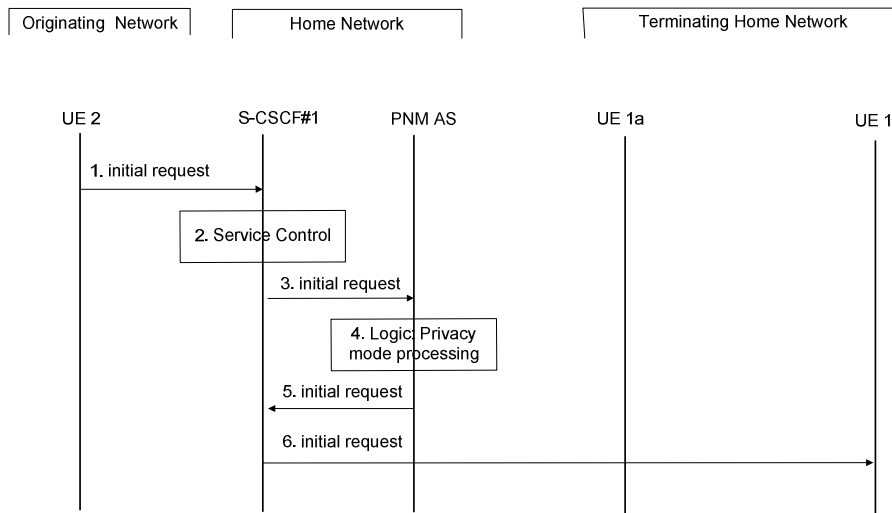 Originating Network
Home Network
Terminating Home Network
UE 2
S-CSCF#1
PNM AS
UE 1a
UE 1
1. initial request
2. Service Control
3. initial request
4. Logic: Privacy
mode processing
5. initial request
6. initial request